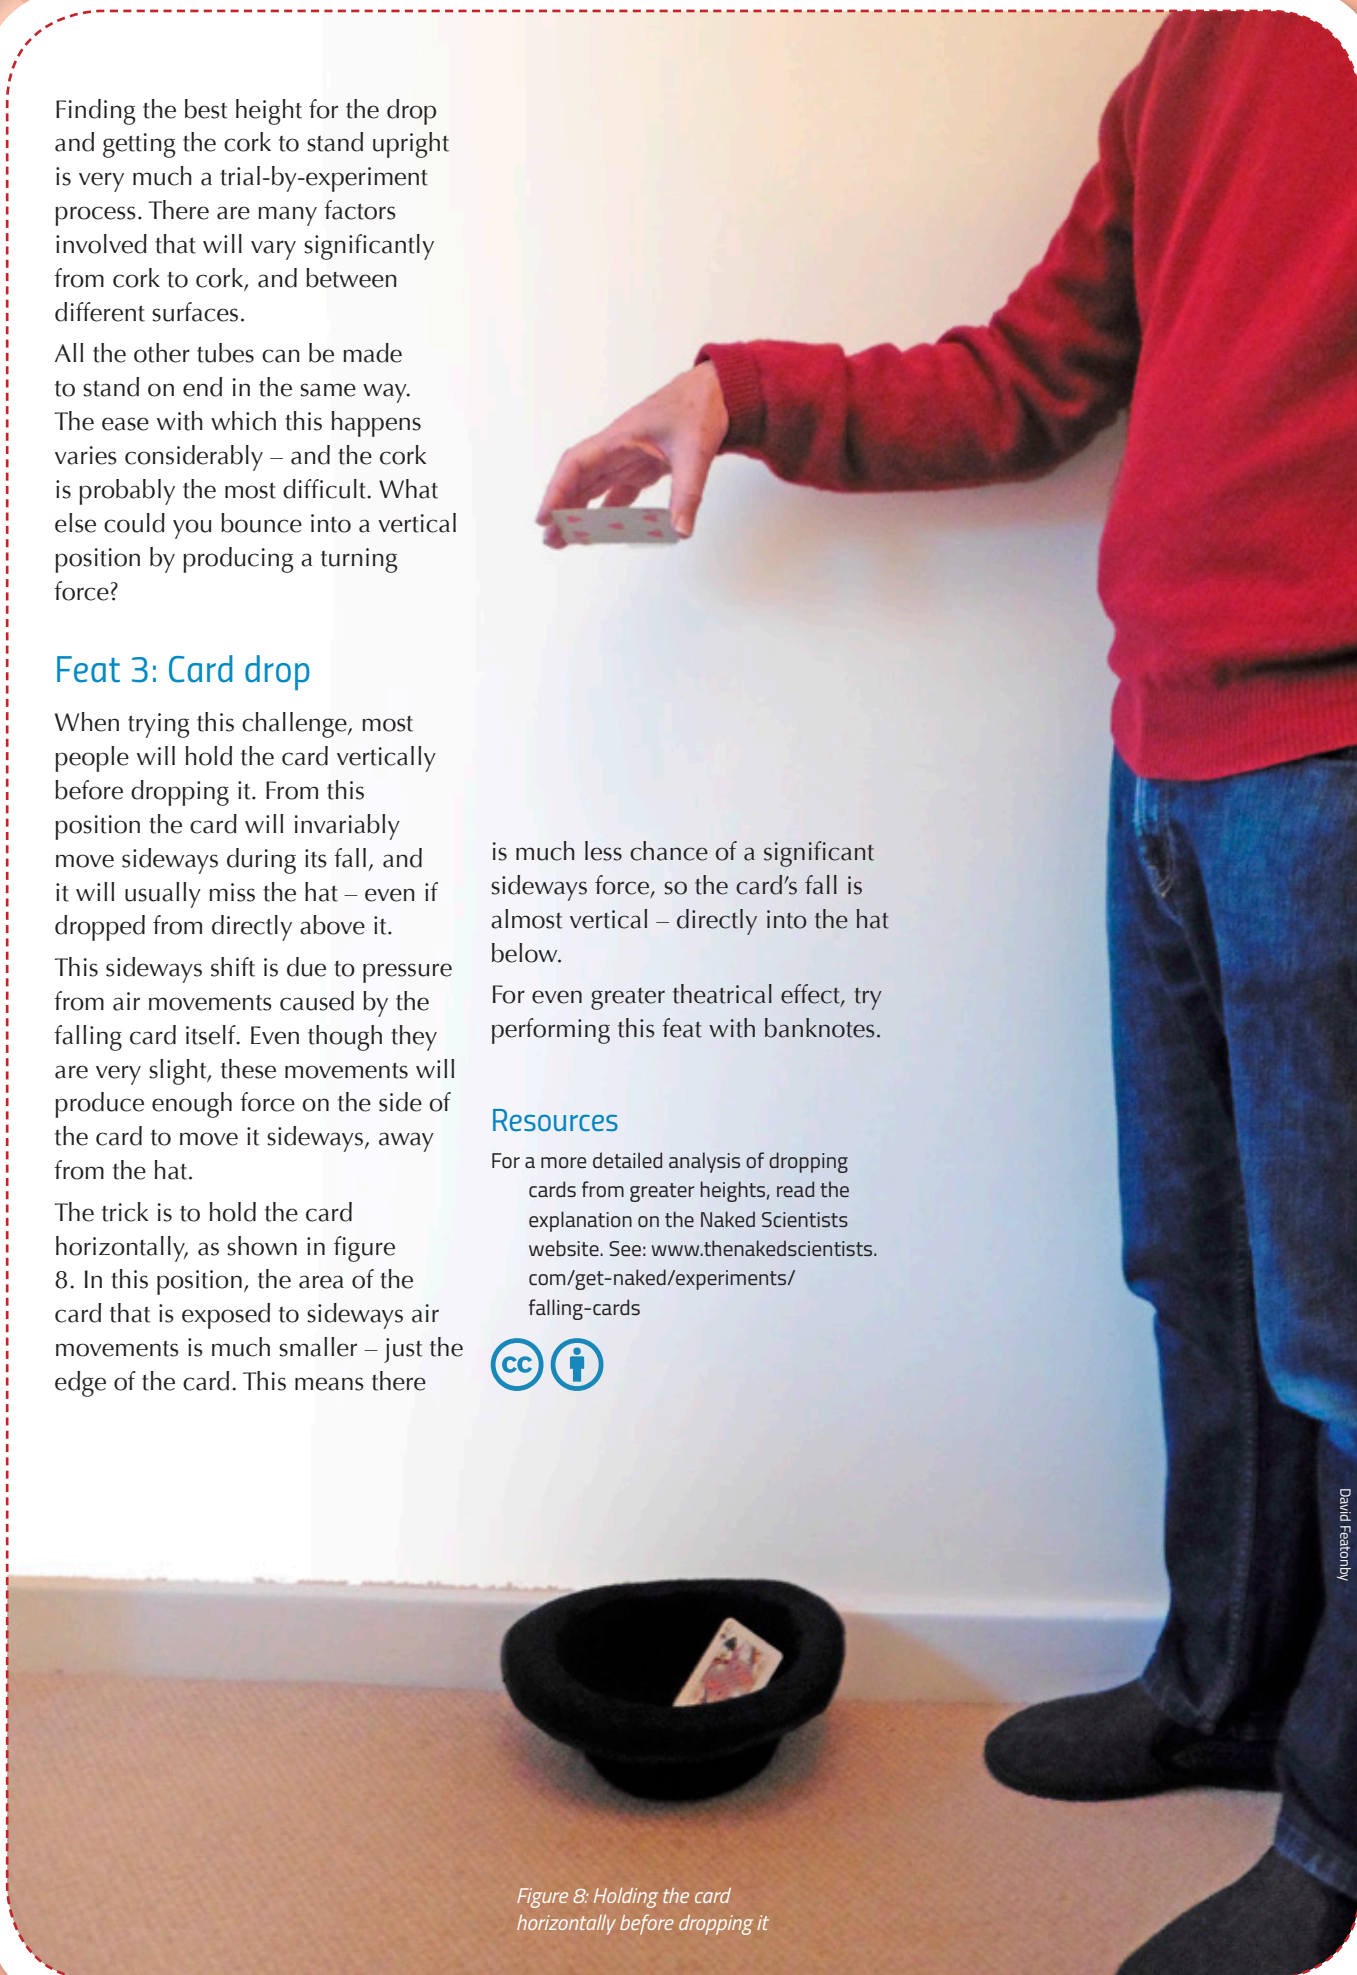 Finding the best height for the drop
and getting the cork to stand upright
is very much a trial-by-experiment
process. There are many factors
involved that will vary significantly
from cork to cork, and between
different surfaces.
All the other tubes can be made
to stand on end in the same way.
The ease with which this happens
varies considerably – and the cork
is probably the most difficult. What
else could you bounce into a vertical
position by producing a turning
force?
Feat 3: Card drop
When trying this challenge, most
people will hold the card vertically
before dropping it. From this
position the card will invariably
move sideways during its fall, and
it will usually miss the hat – even if
dropped from directly above it.
This sideways shift is due to pressure
from air movements caused by the
falling card itself. Even though they
are very slight, these movements will
produce enough force on the side of
the card to move it sideways, away
from the hat.
The trick is to hold the card
horizontally, as shown in figure
8. In this position, the area of the
card that is exposed to sideways air
movements is much smaller – just the
edge of the card. This means there
is much less chance of a significant
sideways force, so the card’s fall is
almost vertical – directly into the hat
below.
For even greater theatrical effect, try
performing this feat with banknotes.
Resources
For a more detailed analysis of dropping
cards from greater heights, read the
explanation on the Naked Scientists
website. See: www.thenakedscientists.
com/get-naked/experiments/
falling-cards
cc
David Featonby
Figure 8: Holding the card
horizontally before dropping it